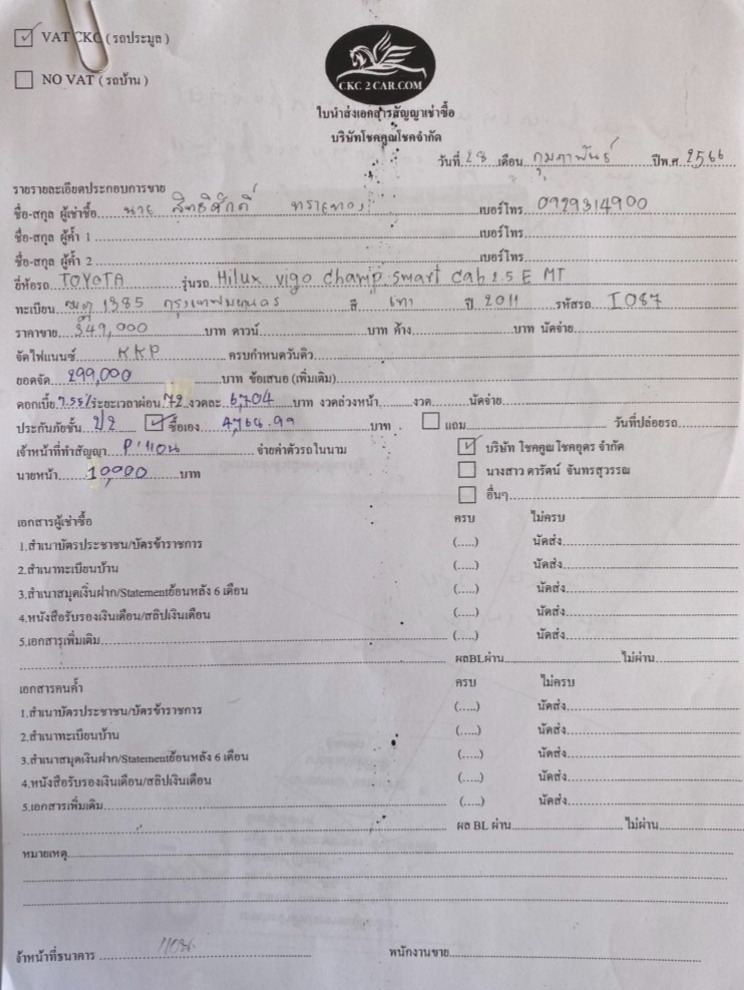 ☑ VAT CKC ( รถประมูล )
☐ NO VAT ( รถบ้าน )
CKC 2 CAR.COM
ใบนำส่งเอกสารสัญญาเช่าซื้อ
บริษัทโชคคูณโชคจำกัด
วันที่ 28 เดือน กุมภาพันธ์ ปีพ.ศ 2566
รายรายละเอียดประกอบการขาย
ชื่อ-สกุล ผู้เช่าซื้อ นาย สิทธิศักดิ์ เบอร์โทร 0929314900
ชื่อ-สกุล ผู้ค้ำ 1 เบอร์โทร
ชื่อ-สกุล ผู้ค้ำ 2 เบอร์โทร
ยี่ห้อรถ TOYOTA รุ่นรถ Hilux vigo champ smart cab 2.5 E MT
ทะเบียน 1385 กรุงเทพมหานคร สี เทา ปี 2011 รหัสรถ I087
ราคาขาย 349,000 บาท ดาวน์ บาท ค้าง บาท นัดจ่าย
จัดไฟแนนซ์ KKP ครบกำหนดวันติว
ยอดจัด 299,000 บาท ข้อเสนอ (เพิ่มเติม)
ดอกเบี้ย 7.55% ระยะเวลาผ่อน 72 งวดละ 6,704 บาท งวดล่วงหน้า งวด นัดจ่าย
ประกันภัยชั้น ป2 ☑ ซื้อเอง 4,768.99 บาท ☐ แถม วันที่ปล่อยรถ
เจ้าหน้าที่ทำสัญญา P'แอน จ่ายค่าตัวรถในนาม ☑ บริษัท โชคคูณโชคอุดร จำกัด
นายหน้า 10,000 บาท ☐ นางสาว ดารัตน์ จันทรสุวรรณ
☐ อื่นๆ
เอกสารผู้เช่าซื้อ ครบ ไม่ครบ
1.สำเนาบัตรประชาชน/บัตรข้าราชการ (.....) นัดส่ง
2.สำเนาทะเบียนบ้าน (.....) นัดส่ง
3.สำเนาสมุดเงินฝาก/Statementย้อนหลัง 6 เดือน (.....) นัดส่ง
4.หนังสือรับรองเงินเดือน/สลิปเงินเดือน (.....) นัดส่ง
5.เอกสารเพิ่มเติม (.....) นัดส่ง
ผลBLผ่าน ไม่ผ่าน
เอกสารคนค้ำ ครบ ไม่ครบ
1.สำเนาบัตรประชาชน/บัตรข้าราชการ (.....) นัดส่ง
2.สำเนาทะเบียนบ้าน (.....) นัดส่ง
3.สำเนาสมุดเงินฝาก/Statementย้อนหลัง 6 เดือน (.....) นัดส่ง
4.หนังสือรับรองเงินเดือน/สลิปเงินเดือน (.....) นัดส่ง
5.เอกสารเพิ่มเติม (.....) นัดส่ง
ผล BL ผ่าน ไม่ผ่าน
หมายเหตุ
จ้าหน้าที่ธนาคาร แอน พนักงานขาย